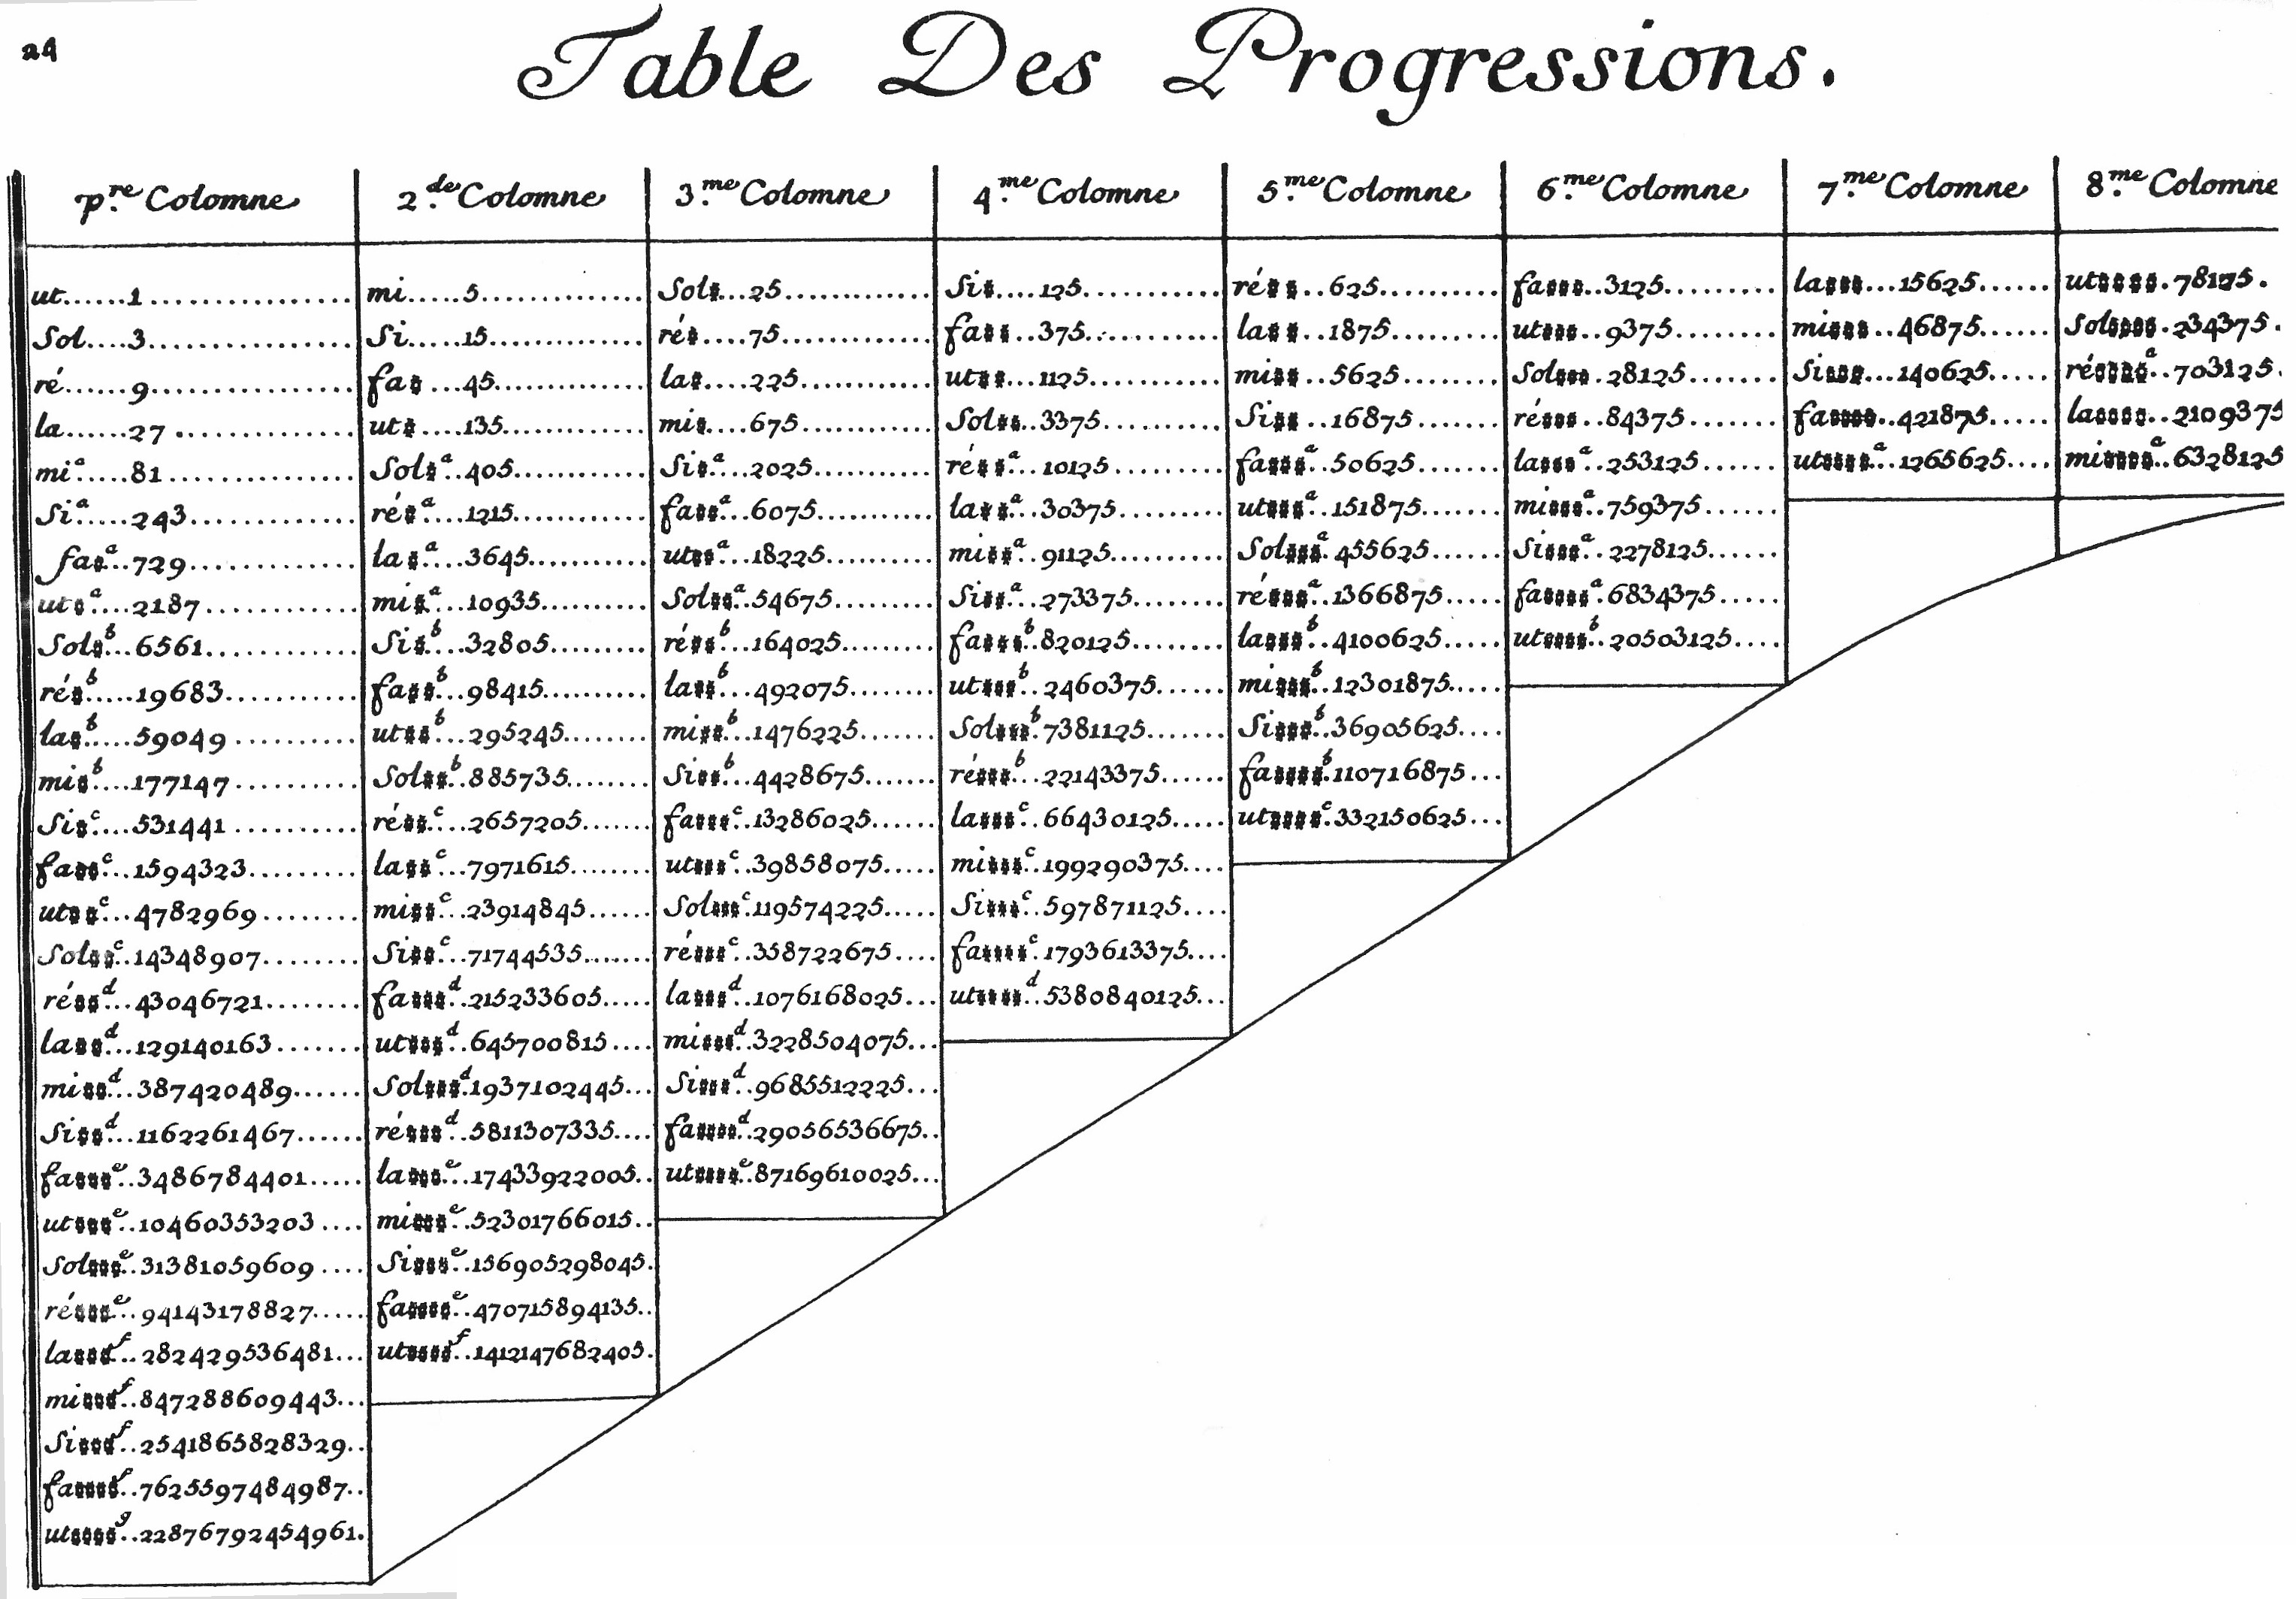 24
Table Des Progressions.
p.re Colomne 2.de Colomne 3.me Colomne 4.me Colomne 5.me Colomne 6.me Colomne 7.me Colomne 8.me Colomne
ut......1 mi.....5 Sol♯...25 Si♯....125 ré♯♯..625 fa♯♯♯..3125 la♯♯♯...15625 ut♯♯♯♯.78125.
Sol....3 Si.....15 ré♯....75 fa♯♯..375 la♯♯..1875 ut♯♯♯..9375 mi♯♯♯..46875 Sol♯♯♯♯.234375.
ré......9 fa♯...45 la♯....225 ut♯♯...1125 mi♯♯..5625 Sol♯♯♯.28125 Si♯♯♯...140625 ré♯♯♯♯a..703125.
la......27 ut♯....135 mi♯....675 Sol♯♯..3375 Si♯♯..16875 ré♯♯♯..84375 fa♯♯♯♯..421875 la♯♯♯♯..2109375
mia....81 Sol♯a..405 Si♯a...2025 ré♯♯a..10125 fa♯♯♯a.50625 la♯♯♯a.253125 ut♯♯♯♯a.1265625 mi♯♯♯♯a.6328125
Sia....243 ré♯a...1215 fa♯♯a..6075 la♯♯a..30375 ut♯♯♯a.151875 mi♯♯♯a..759375
fa♯a..729 la♯a...3645 ut♯♯a..18225 mi♯♯a.91125 Sol♯♯♯a.455625 Si♯♯♯a.2278125
ut♯a...2187 mi♯a..10935 Sol♯♯a.54675 Si♯♯a..273375 ré♯♯♯a..1366875 fa♯♯♯♯a.6834375
Sol♯b..6561 Si♯b...32805 ré♯♯b..164025 fa♯♯♯b.820125 la♯♯♯b..4100625 ut♯♯♯♯b.20503125
ré♯b....19683 fa♯♯b..98415 la♯♯b..492075 ut♯♯♯b..2460375 mi♯♯♯b.12301875
la♯b....59049 ut♯♯b..295245 mi♯♯b..1476225 Sol♯♯♯b.7381125 Si♯♯♯b.36905625
mi♯b...177147 Sol♯♯b.885735 Si♯♯b..4428675 ré♯♯♯b..22143375 fa♯♯♯♯b.110716875
Si♯c...531441 ré♯♯c..2657205 fa♯♯♯c.13286025 la♯♯♯c.66430125 ut♯♯♯♯c.332150625
fa♯♯c..1594323 la♯♯c..7971615 ut♯♯♯c..39858075 mi♯♯♯c.199290375
ut♯♯c..4782969 mi♯♯c..23914845 Sol♯♯♯c.119574225 Si♯♯♯c.597871125
Sol♯♯c.14348907 Si♯♯c..71744535 ré♯♯♯c..358722675 fa♯♯♯♯c.1793613375
ré♯♯d..43046721 fa♯♯♯d.215233605 la♯♯♯d..1076168025 ut♯♯♯♯d.5380840125
la♯♯d..129140163 ut♯♯♯d..645700815 mi♯♯♯d.3228504075
mi♯♯d..387420489 Sol♯♯♯d.1937102445 Si♯♯♯d..9685512225
Si♯♯d..1162261467 ré♯♯♯d..5811307335 fa♯♯♯♯d.29056536675
fa♯♯♯e..3486784401 la♯♯♯e..17433922005 ut♯♯♯♯e.87169610025
ut♯♯♯e..10460353203 mi♯♯♯e..52301766015
Sol♯♯♯e..31381059609 Si♯♯♯e..156905298045
ré♯♯♯e..94143178827 fa♯♯♯♯e..470715894135
la♯♯♯f..282429536481 ut♯♯♯♯f..1412147682405
mi♯♯♯f..847288609443
Si♯♯♯f..2541865828329
fa♯♯♯♯f..7625597484987
ut♯♯♯♯g..22876792454961.